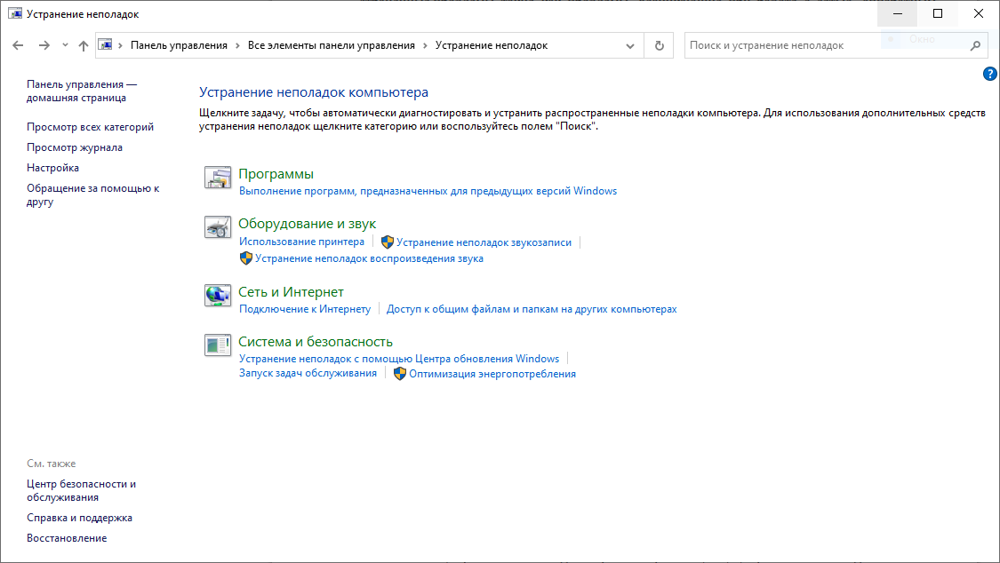 Устранение неполадок
Панель управления › Все элементы панели управления › Устранение неполадок
Поиск и устранение неполадок
Окно
Панель управления —
домашняя страница
Просмотр всех категорий
Просмотр журнала
Настройка
Обращение за помощью к
другу
Устранение неполадок компьютера
Щелкните задачу, чтобы автоматически диагностировать и устранить распространенные неполадки компьютера. Для использования дополнительных средств
устранения неполадок щелкните категорию или воспользуйтесь полем "Поиск".
Программы
Выполнение программ, предназначенных для предыдущих версий Windows
Оборудование и звук
Использование принтера
Устранение неполадок звукозаписи
Устранение неполадок воспроизведения звука
Сеть и Интернет
Подключение к Интернету
Доступ к общим файлам и папкам на других компьютерах
Система и безопасность
Устранение неполадок с помощью Центра обновления Windows
Запуск задач обслуживания
Оптимизация энергопотребления
См. также
Центр безопасности и
обслуживания
Справка и поддержка
Восстановление